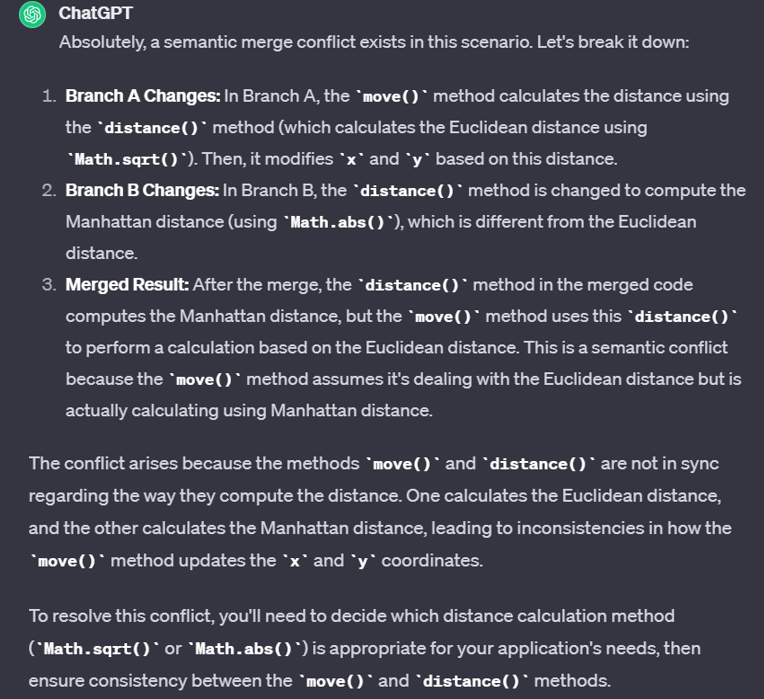 ChatGPT
Absolutely, a semantic merge conflict exists in this scenario. Let's break it down:
1. Branch A Changes: In Branch A, the `move()` method calculates the distance using
the `distance()` method (which calculates the Euclidean distance using
`Math.sqrt()`). Then, it modifies `x` and `y` based on this distance.
2. Branch B Changes: In Branch B, the `distance()` method is changed to compute the
Manhattan distance (using `Math.abs()`), which is different from the Euclidean
distance.
3. Merged Result: After the merge, the `distance()` method in the merged code
computes the Manhattan distance, but the `move()` method uses this `distance()`
to perform a calculation based on the Euclidean distance. This is a semantic conflict
because the `move()` method assumes it's dealing with the Euclidean distance but is
actually calculating using Manhattan distance.
The conflict arises because the methods `move()` and `distance()` are not in sync
regarding the way they compute the distance. One calculates the Euclidean distance,
and the other calculates the Manhattan distance, leading to inconsistencies in how the
`move()` method updates the `x` and `y` coordinates.
To resolve this conflict, you'll need to decide which distance calculation method
(`Math.sqrt()` or `Math.abs()`) is appropriate for your application's needs, then
ensure consistency between the `move()` and `distance()` methods.